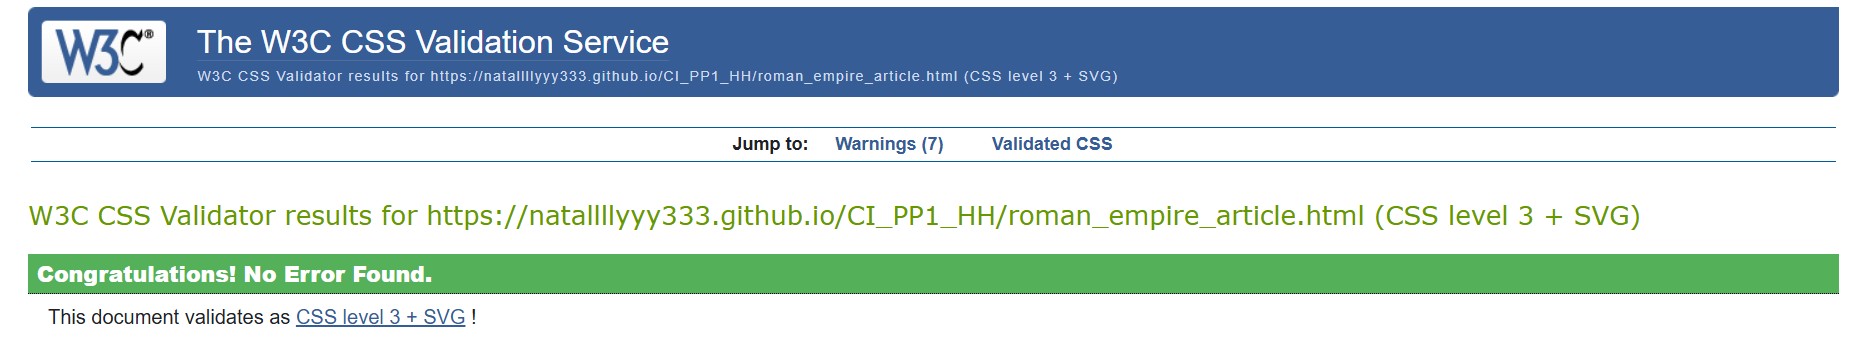 W3C®
The W3C CSS Validation Service
W3C CSS Validator results for https://natallllyyy333.github.io/CI_PP1_HH/roman_empire_article.html (CSS level 3 + SVG)
Jump to: Warnings (7) Validated CSS
W3C CSS Validator results for https://natallllyyy333.github.io/CI_PP1_HH/roman_empire_article.html (CSS level 3 + SVG)
Congratulations! No Error Found.
This document validates as CSS level 3 + SVG !